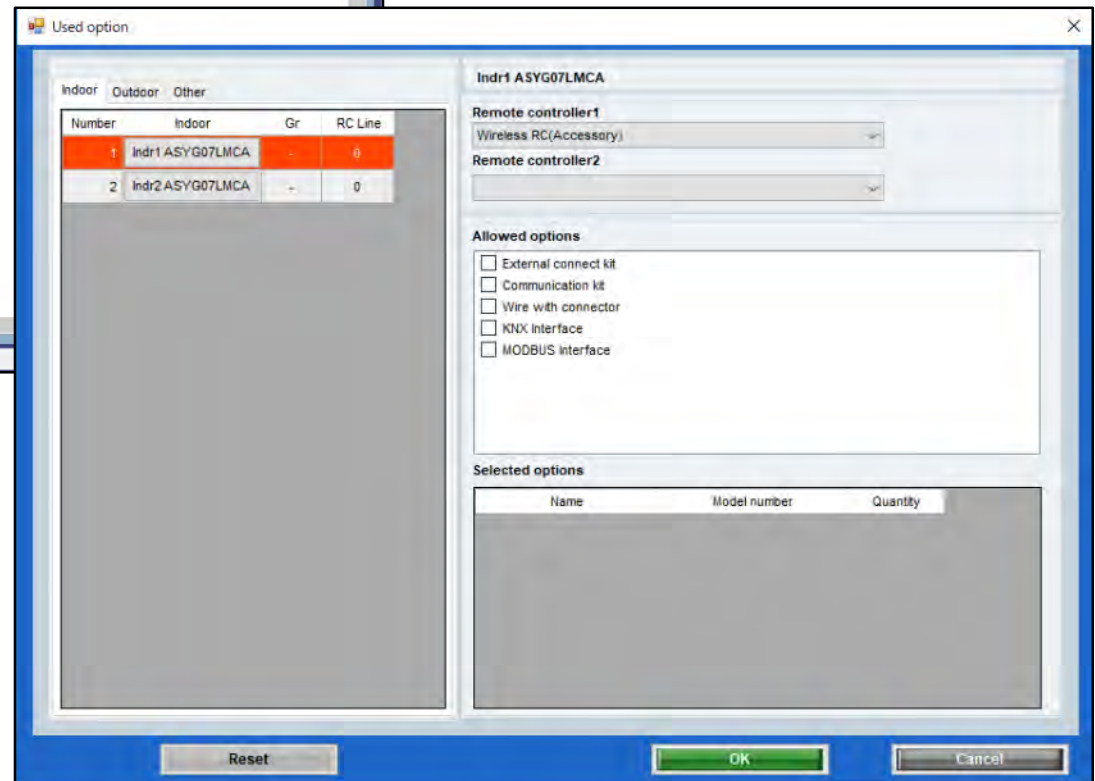 Used option
Indoor Outdoor Other
Number Indoor Gr RC Line
1 Indr1 ASYG07LMCA - 0
2 Indr2 ASYG07LMCA - 0
Indr1 ASYG07LMCA
Remote controller1
Wireless RC(Accessory)
Remote controller2
Allowed options
External connect kit
Communication kit
Wire with connector
KNX Interface
MODBUS Interface
Selected options
Name Model number Quantity
Reset OK Cancel